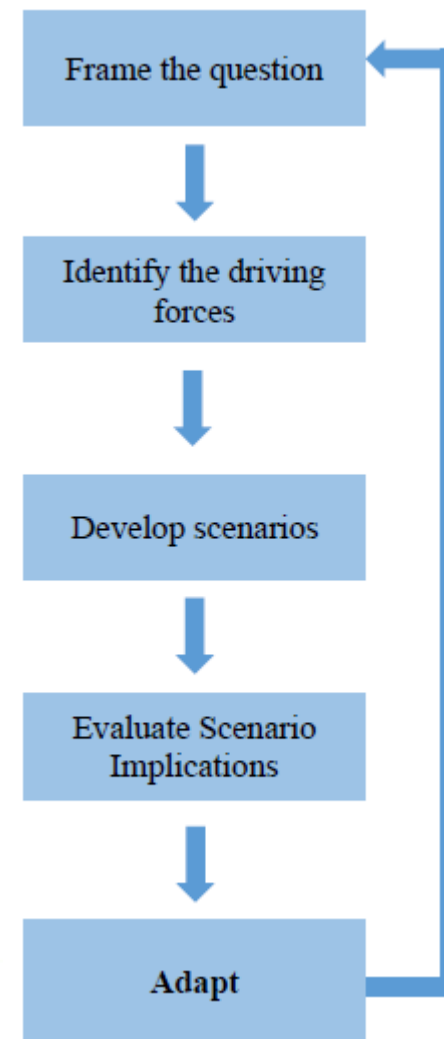 Frame the question
Identify the driving
forces
Develop scenarios
Evaluate Scenario
Implications
Adapt